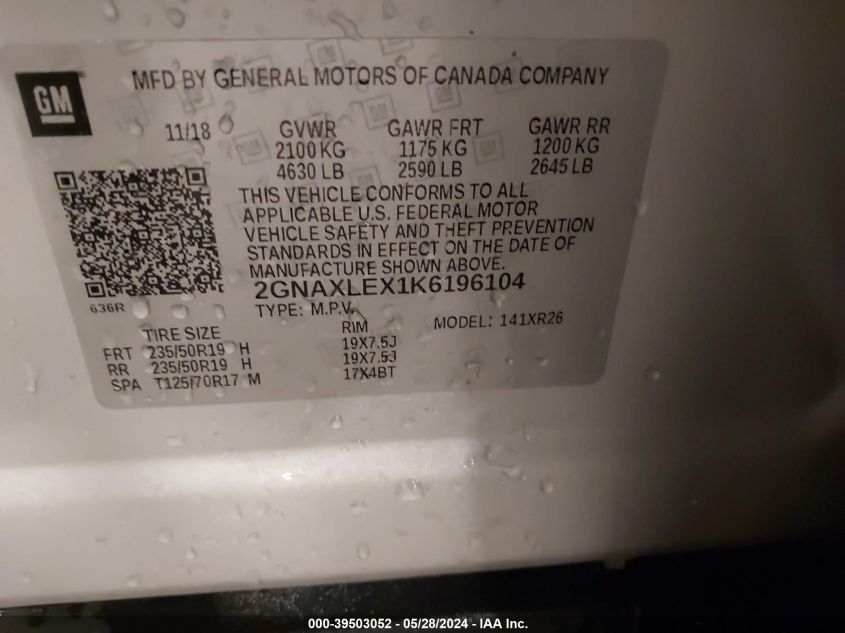 MFD BY GENERAL MOTORS OF CANADA COMPANY
GM
11/18 GVWR GAWR FRT GAWR RR
2100 KG 1175 KG 1200 KG
4630 LB 2590 LB 2645 LB
THIS VEHICLE CONFORMS TO ALL
APPLICABLE U.S. FEDERAL MOTOR
VEHICLE SAFETY AND THEFT PREVENTION
STANDARDS IN EFFECT ON THE DATE OF
MANUFACTURE SHOWN ABOVE.
2GNAXLEX1K6196104
636R
TYPE: M.P.V. MODEL: 141XR26
TIRE SIZE RIM
FRT 235/50R19 H 19X7.5J
RR 235/50R19 H 19X7.5J
SPA T125/70R17 M 17X4BT
000-39503052 - 05/28/2024 - IAA Inc.